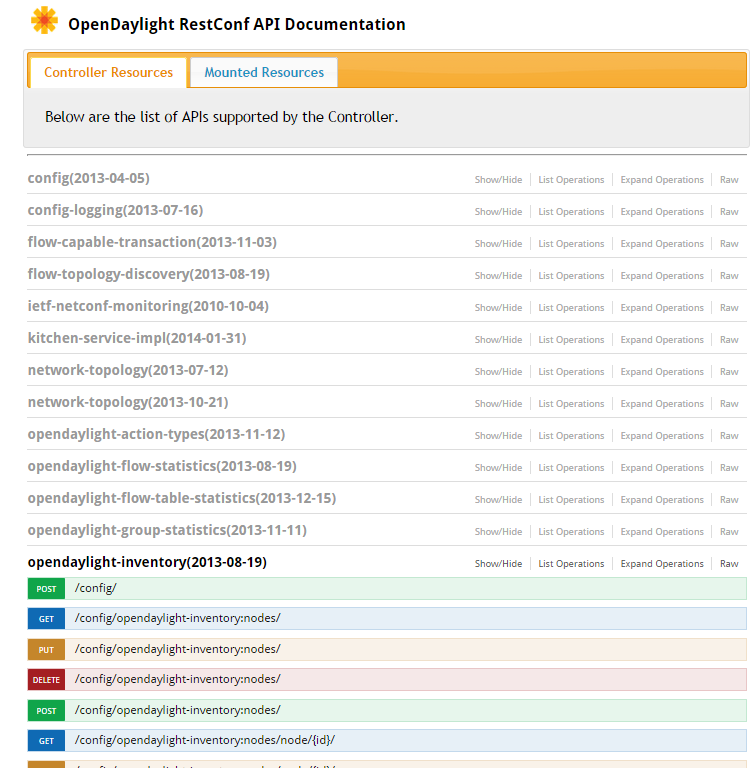 OpenDaylight RestConf API Documentation
Controller Resources Mounted Resources
Below are the list of APIs supported by the Controller.
config(2013-04-05) Show/Hide List Operations Expand Operations Raw
config-logging(2013-07-16) Show/Hide List Operations Expand Operations Raw
flow-capable-transaction(2013-11-03) Show/Hide List Operations Expand Operations Raw
flow-topology-discovery(2013-08-19) Show/Hide List Operations Expand Operations Raw
ietf-netconf-monitoring(2010-10-04) Show/Hide List Operations Expand Operations Raw
kitchen-service-impl(2014-01-31) Show/Hide List Operations Expand Operations Raw
network-topology(2013-07-12) Show/Hide List Operations Expand Operations Raw
network-topology(2013-10-21) Show/Hide List Operations Expand Operations Raw
opendaylight-action-types(2013-11-12) Show/Hide List Operations Expand Operations Raw
opendaylight-flow-statistics(2013-08-19) Show/Hide List Operations Expand Operations Raw
opendaylight-flow-table-statistics(2013-12-15) Show/Hide List Operations Expand Operations Raw
opendaylight-group-statistics(2013-11-11) Show/Hide List Operations Expand Operations Raw
opendaylight-inventory(2013-08-19) Show/Hide List Operations Expand Operations Raw
POST /config/
GET /config/opendaylight-inventory:nodes/
PUT /config/opendaylight-inventory:nodes/
DELETE /config/opendaylight-inventory:nodes/
POST /config/opendaylight-inventory:nodes/
GET /config/opendaylight-inventory:nodes/node/{id}/